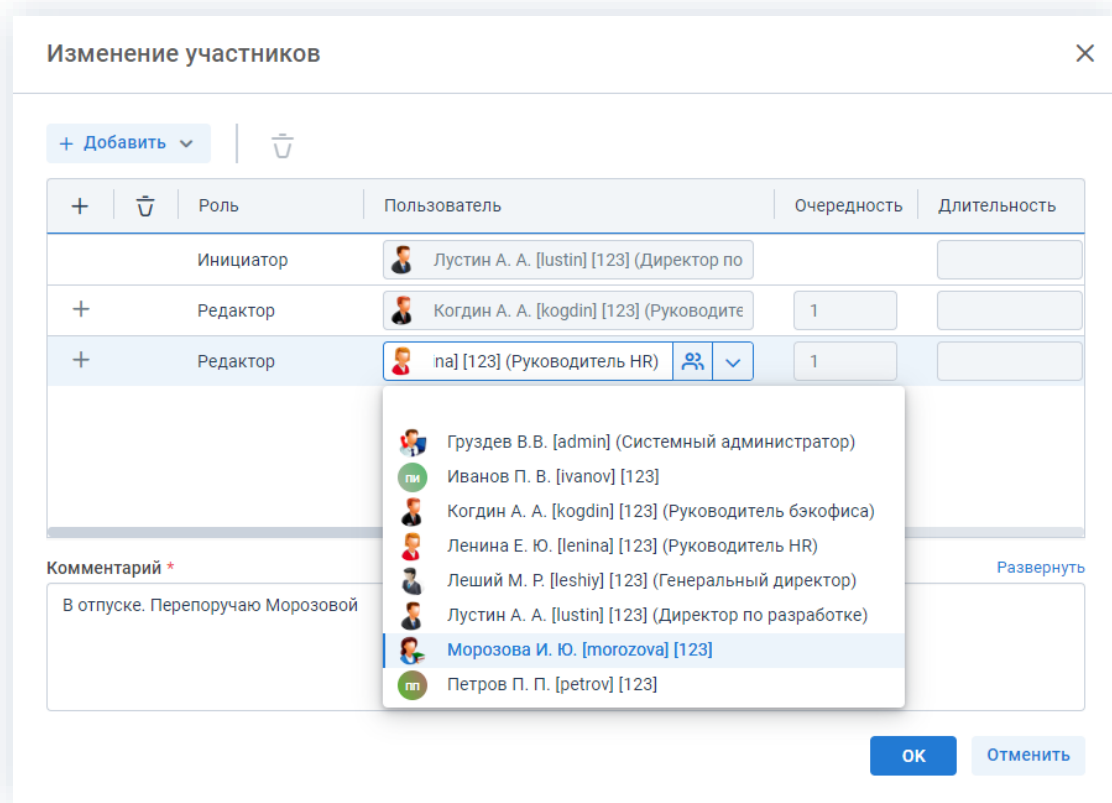 Изменение участников
+ Добавить
Роль Пользователь Очередность Длительность
Инициатор Лустин А. А. [lustin] [123] (Директор по
Редактор Когдин А. А. [kogdin] [123] (Руководите 1
Редактор na] [123] (Руководитель HR) 1
Груздев В.В. [admin] (Системный администратор)
ПИ Иванов П. В. [ivanov] [123]
Когдин А. А. [kogdin] [123] (Руководитель бэкофиса)
Ленина Е. Ю. [lenina] [123] (Руководитель HR)
Леший М. Р. [leshiy] [123] (Генеральный директор)
Лустин А. А. [lustin] [123] (Директор по разработке)
Морозова И. Ю. [morozova] [123]
ПП Петров П. П. [petrov] [123]
Комментарий * Развернуть
В отпуске. Перепоручаю Морозовой
ОК Отменить